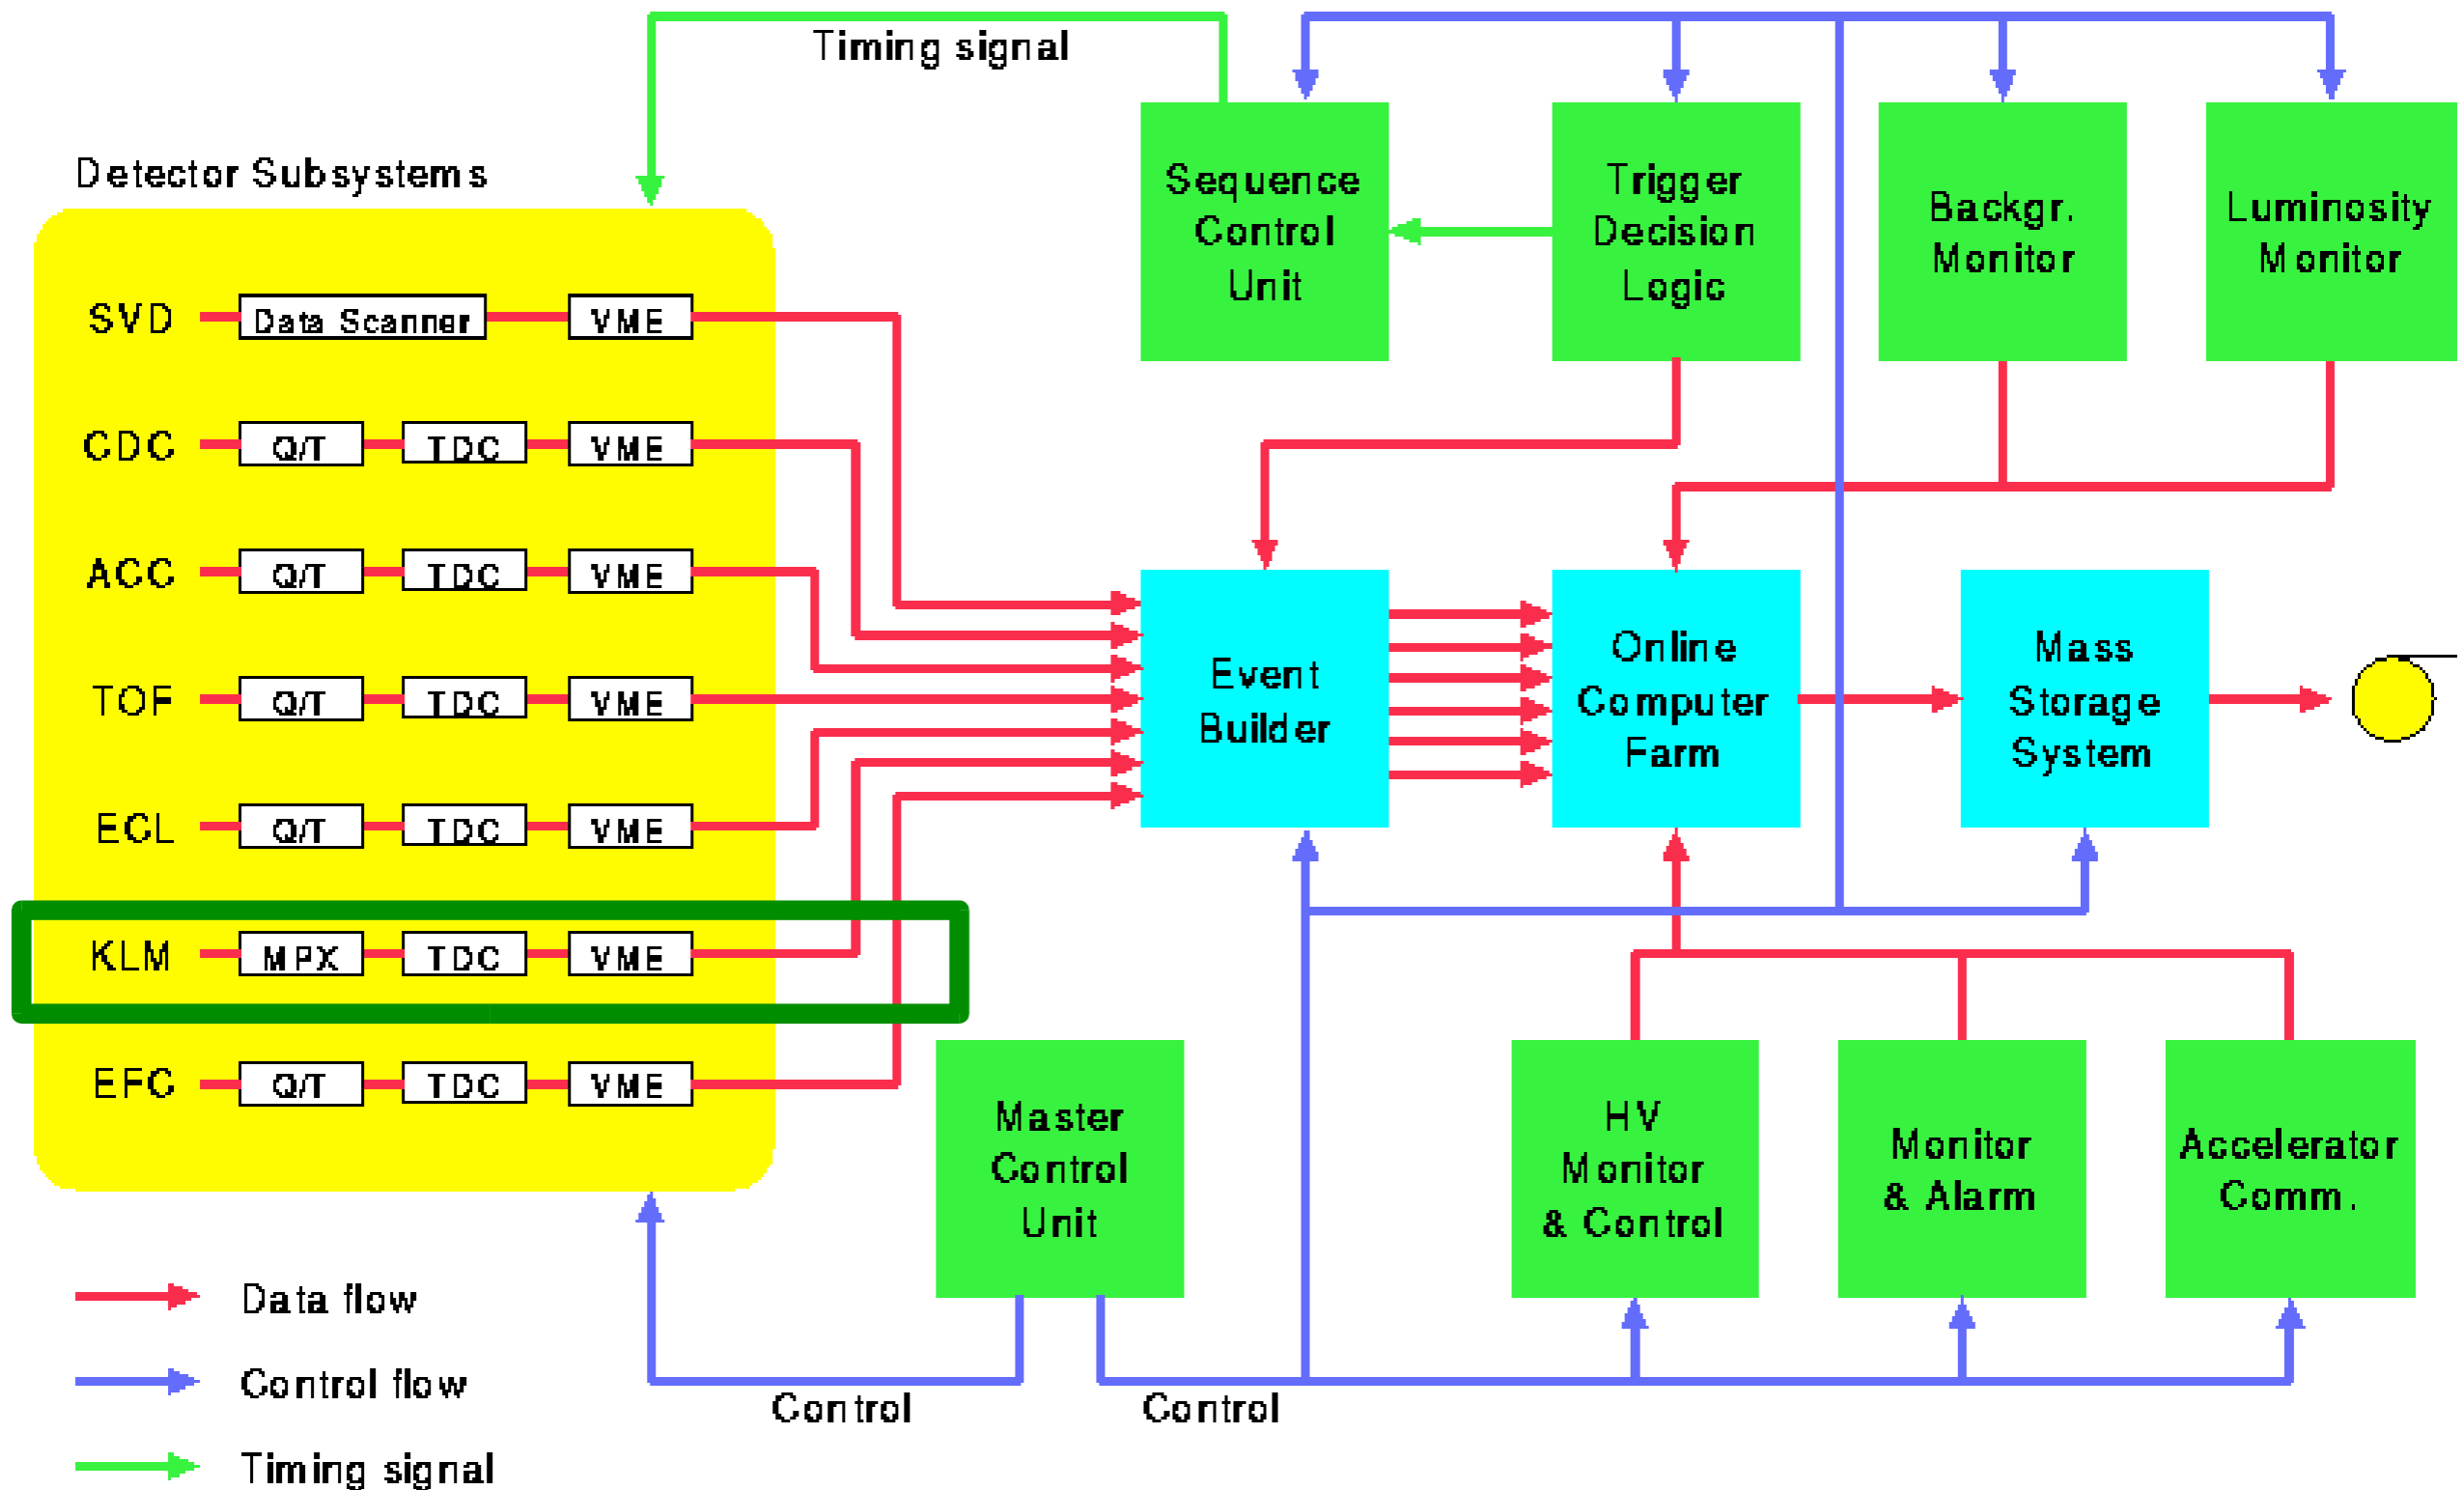 Timing signal
Detector Subsystems
Sequence
Control
Unit
Trigger
Decision
Logic
Backgr.
Monitor
Luminosity
Monitor
SVD Data Scanner VME
CDC Q/T TDC VME
ACC Q/T TDC VME
TOF Q/T TDC VME
ECL Q/T TDC VME
KLM MPX TDC VME
EFC Q/T TDC VME
Event
Builder
Online
Computer
Farm
Mass
Storage
System
Master
Control
Unit
HV
Monitor
& Control
Monitor
& Alarm
Accelerator
Comm.
Control
Control
Data flow
Control flow
Timing signal